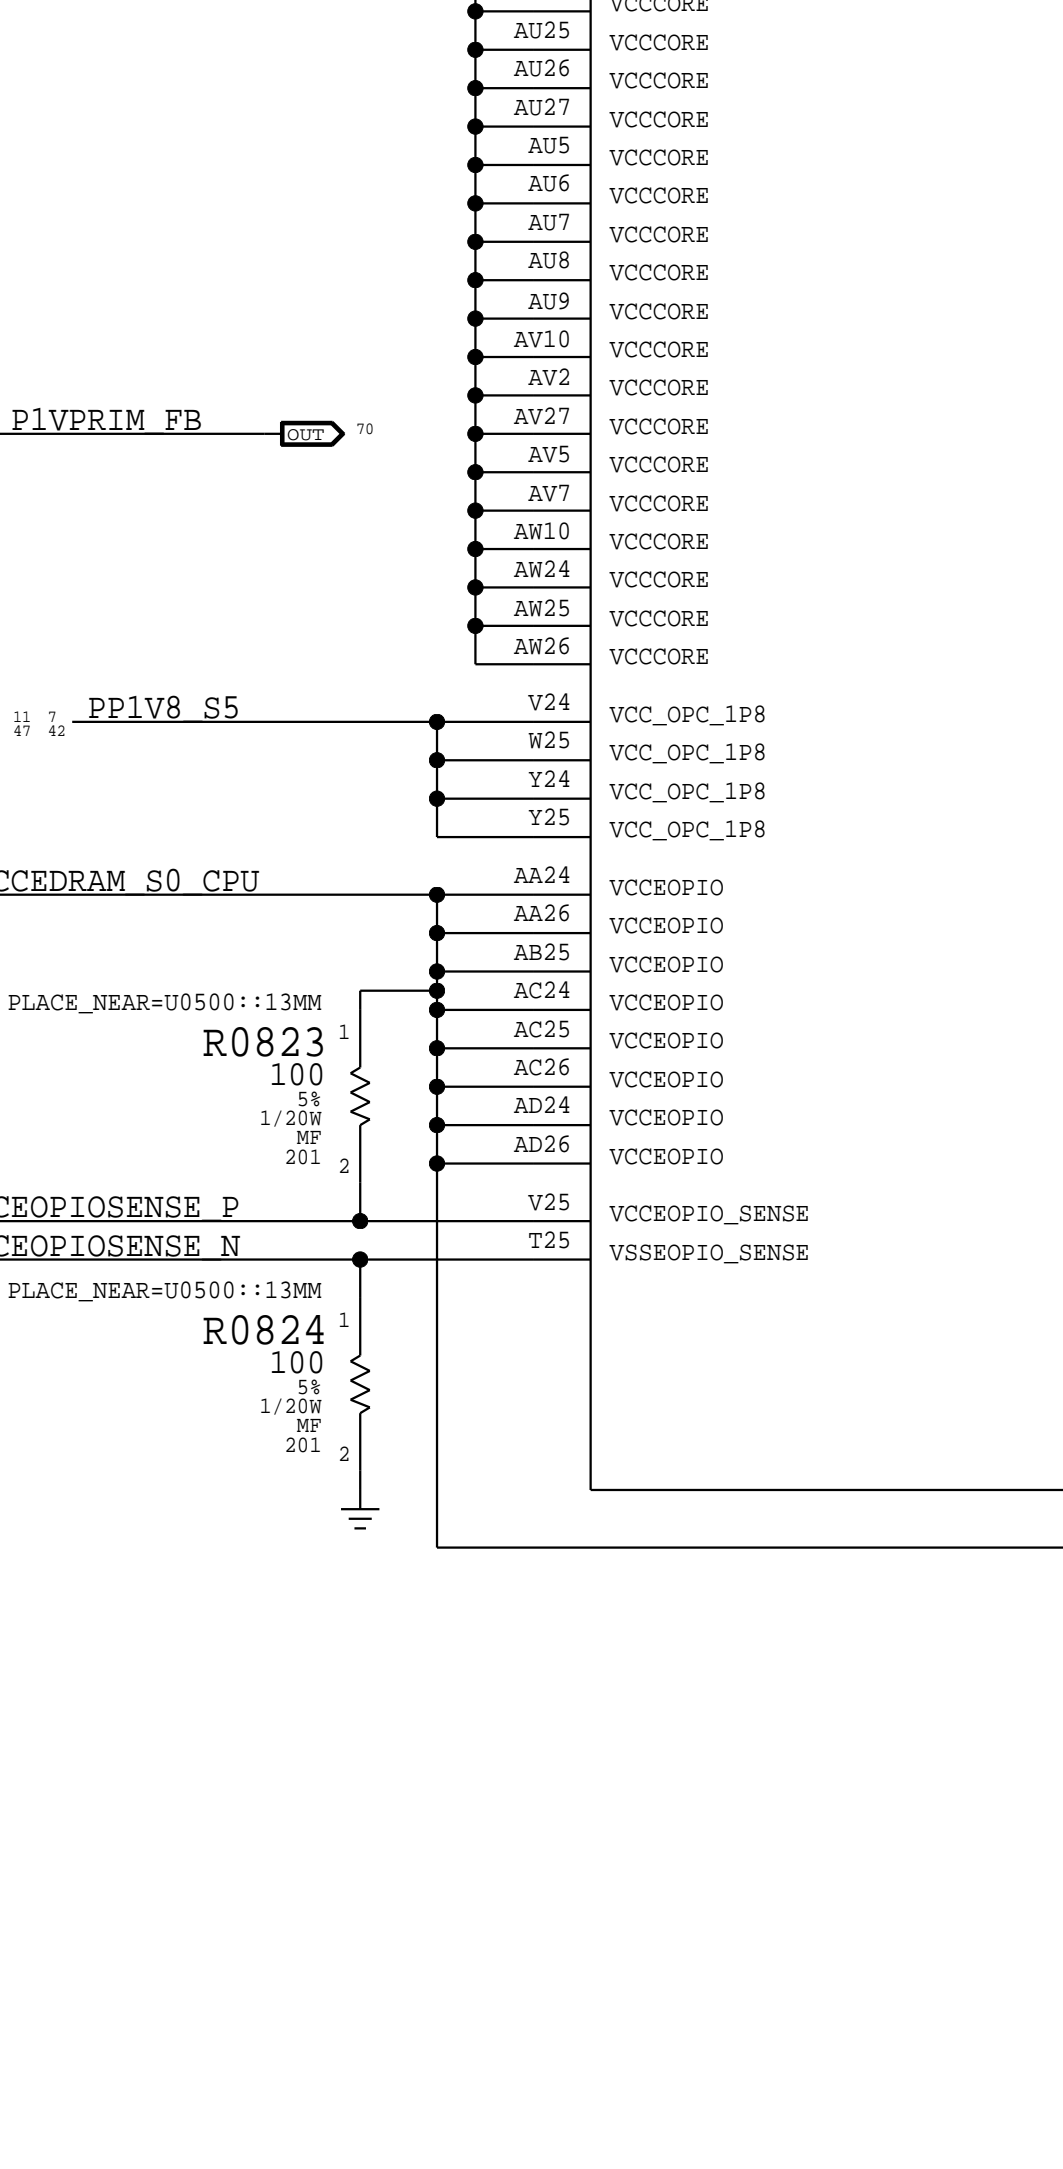 VCCCORE
AU25 VCCCORE
AU26 VCCCORE
AU27 VCCCORE
AU5 VCCCORE
AU6 VCCCORE
AU7 VCCCORE
AU8 VCCCORE
AU9 VCCCORE
AV10 VCCCORE
AV2 VCCCORE
P1VPRIM_FB OUT 70 AV27 VCCCORE
AV5 VCCCORE
AV7 VCCCORE
AW10 VCCCORE
AW24 VCCCORE
AW25 VCCCORE
AW26 VCCCORE
11 7 PP1V8_S5 V24 VCC_OPC_1P8
47 42
W25 VCC_OPC_1P8
Y24 VCC_OPC_1P8
Y25 VCC_OPC_1P8
CCEDRAM_S0_CPU AA24 VCCEOPIO
AA26 VCCEOPIO
AB25 VCCEOPIO
PLACE_NEAR=U0500::13MM AC24 VCCEOPIO
R0823 1 AC25 VCCEOPIO
100 AC26 VCCEOPIO
5%
1/20W AD24 VCCEOPIO
MF
201 2 AD26 VCCEOPIO
CEOPIOSENSE_P V25 VCCEOPIO_SENSE
CEOPIOSENSE_N T25 VSSEOPIO_SENSE
PLACE_NEAR=U0500::13MM
R0824 1
100
5%
1/20W
MF
201 2